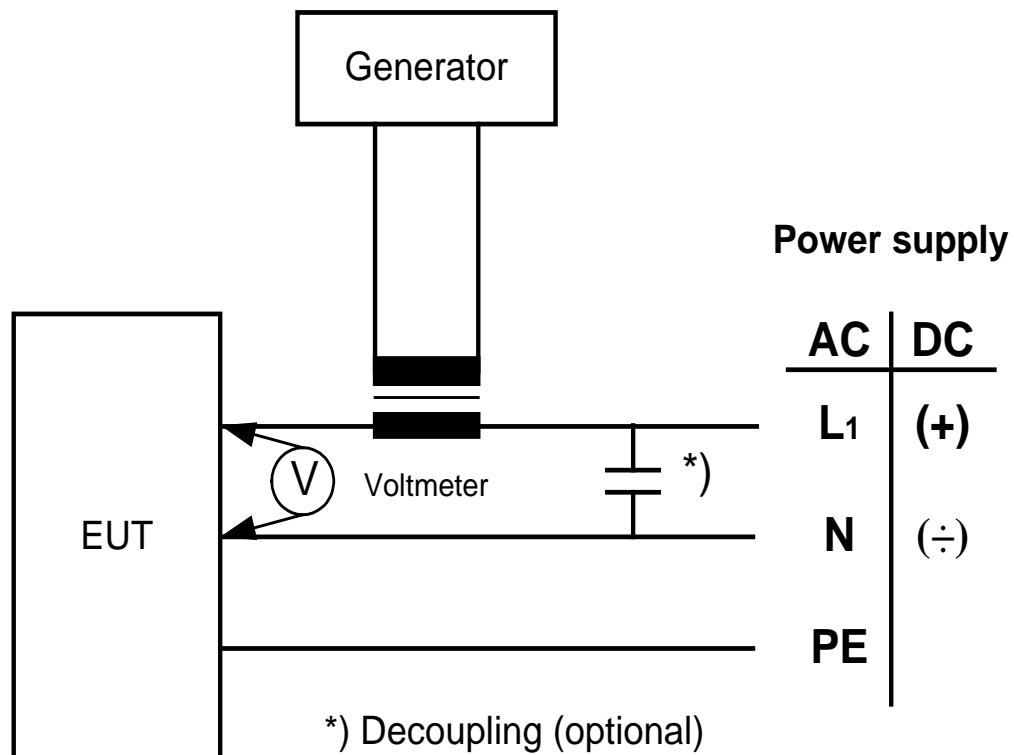 Generator
Power supply
AC DC
L1 (+)
V Voltmeter *)
EUT N (÷)
PE
*) Decoupling (optional)